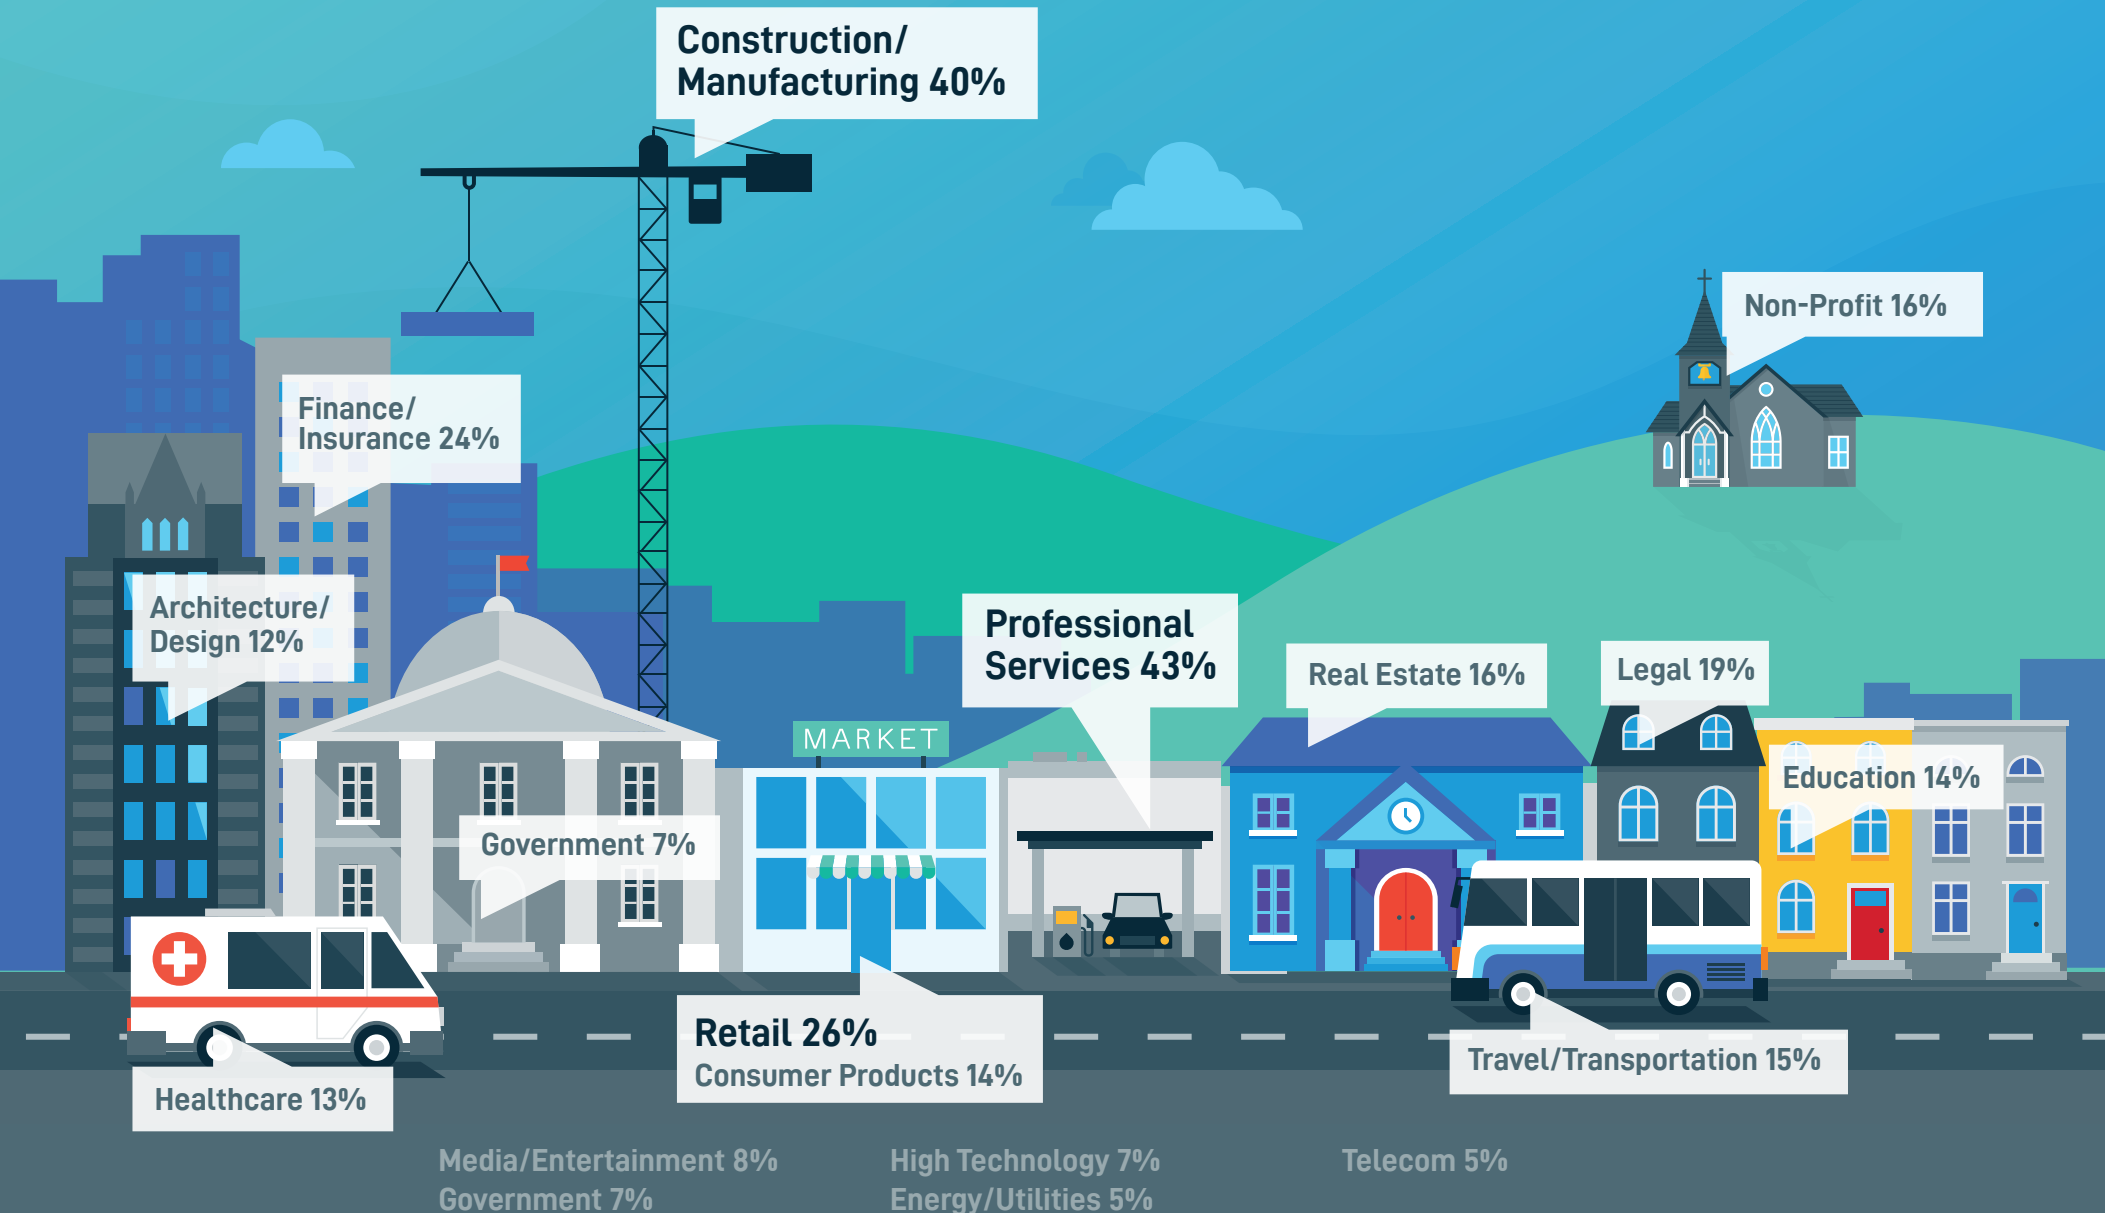 Construction/
Manufacturing 40%
Non-Profit 16%
Finance/
Insurance 24%
Architecture/
Design 12%
Professional
Services 43%
Real Estate 16%
Legal 19%
MARKET
Education 14%
Government 7%
Retail 26%
Consumer Products 14%
Travel/Transportation 15%
Healthcare 13%
Media/Entertainment 8%
Government 7%
High Technology 7%
Energy/Utilities 5%
Telecom 5%